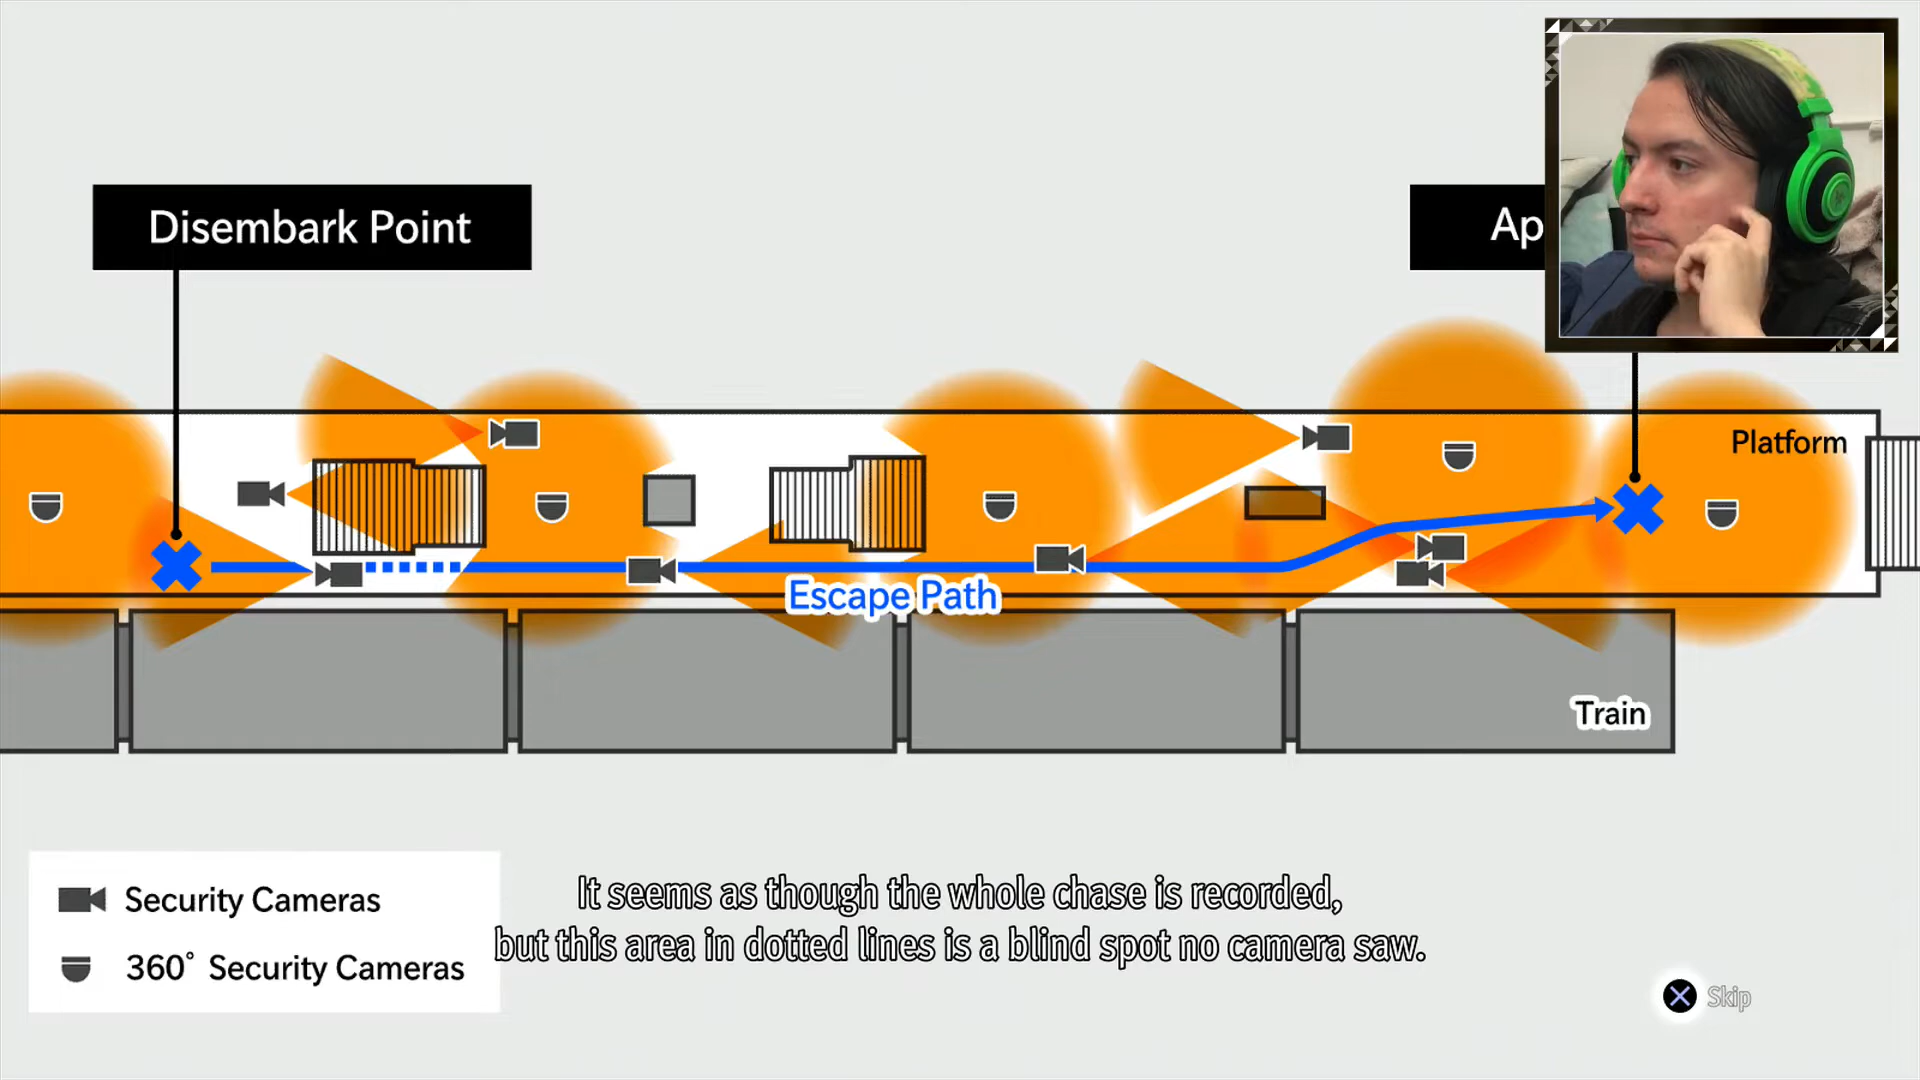 Disembark Point
Ap
Platform
Escape Path
Train
Security Cameras
360° Security Cameras
It seems as though the whole chase is recorded,
but this area in dotted lines is a blind spot no camera saw.
Skip